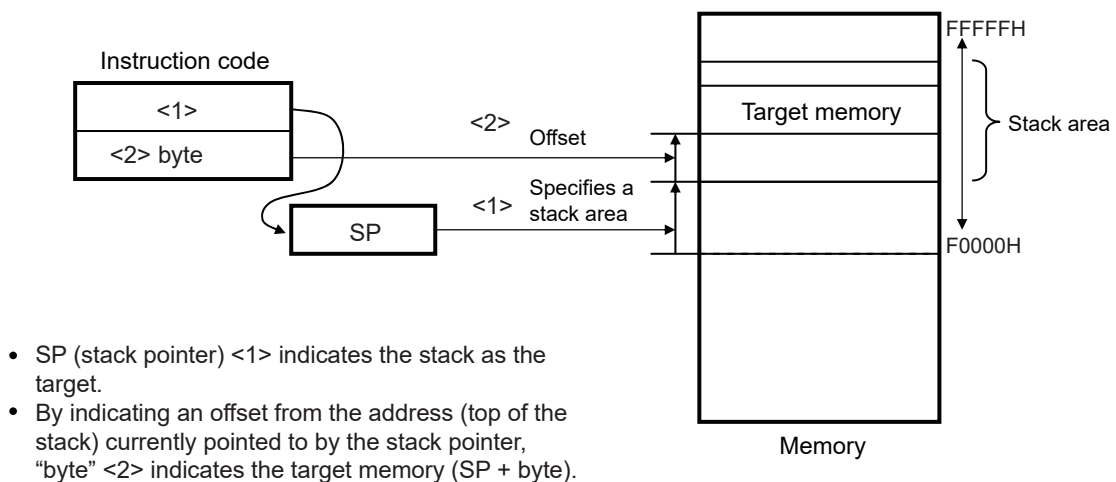 Instruction code
<1>
<2> byte
SP
<2>
Offset
<1>
Specifies a
stack area
Target memory
FFFFFH
Stack area
F0000H
Memory
• SP (stack pointer) <1> indicates the stack as the
target.
• By indicating an offset from the address (top of the
stack) currently pointed to by the stack pointer,
“byte” <2> indicates the target memory (SP + byte).